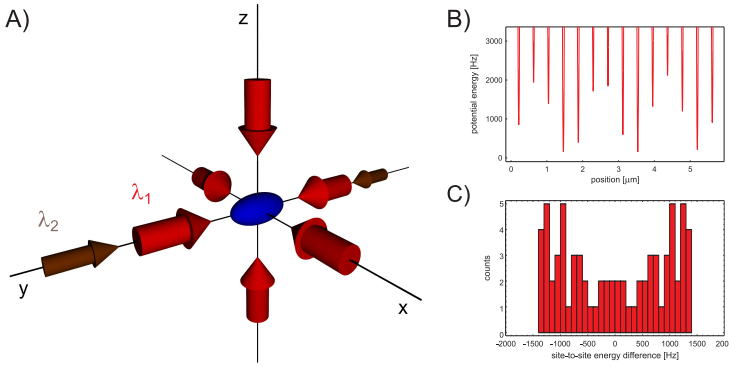 A)
z
λ1
λ2
y
x
B)
potential energy [Hz]
3000
2000
1000
0
0 1 2 3 4 5
position [μm]
C)
counts
5
4
3
2
1
0
-2000 -1500 -1000 -500 0 500 1000 1500 200
site-to-site energy difference [Hz]